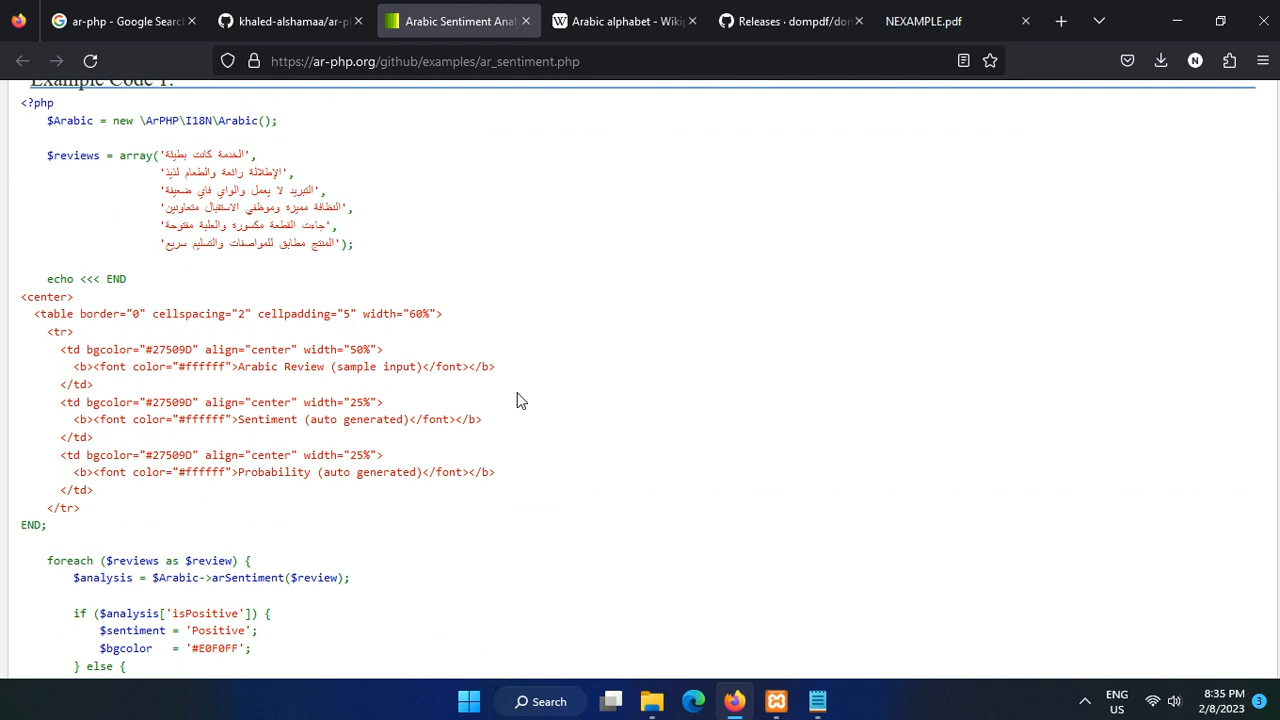 ar-php - Google Searc
khaled-alshamaa/ar-p
Arabic Sentiment Ana
Arabic alphabet - Wikip
Releases · dompdf/dom
NEXAMPLE.pdf
https://ar-php.org/github/examples/ar_sentiment.php
Example Code 1:
<?php
$Arabic = new \ArPHP\I18N\Arabic();
$reviews = array('الخدمة كانت بطيئة',
'الإطلالة رائعة والطعام لذيذ',
'التبريد لا يعمل والواي فاي ضعيفة',
'النظافة مميزة وموظفي الاستقبال متعاونين',
'جاءت القطعة مكسورة والعلبة مفتوحة',
'المنتج مطابق للمواصفات والتسليم سريع');
echo <<< END
<center>
<table border="0" cellspacing="2" cellpadding="5" width="60%">
<tr>
<td bgcolor="#27509D" align="center" width="50%">
<b><font color="#ffffff">Arabic Review (sample input)</font></b>
</td>
<td bgcolor="#27509D" align="center" width="25%">
<b><font color="#ffffff">Sentiment (auto generated)</font></b>
</td>
<td bgcolor="#27509D" align="center" width="25%">
<b><font color="#ffffff">Probability (auto generated)</font></b>
</td>
</tr>
END;
foreach ($reviews as $review) {
$analysis = $Arabic->arSentiment($review);
if ($analysis['isPositive']) {
$sentiment = 'Positive';
$bgcolor = '#E0F0FF';
} else {
Search
ENG
US
8:35 PM
2/8/2023
3